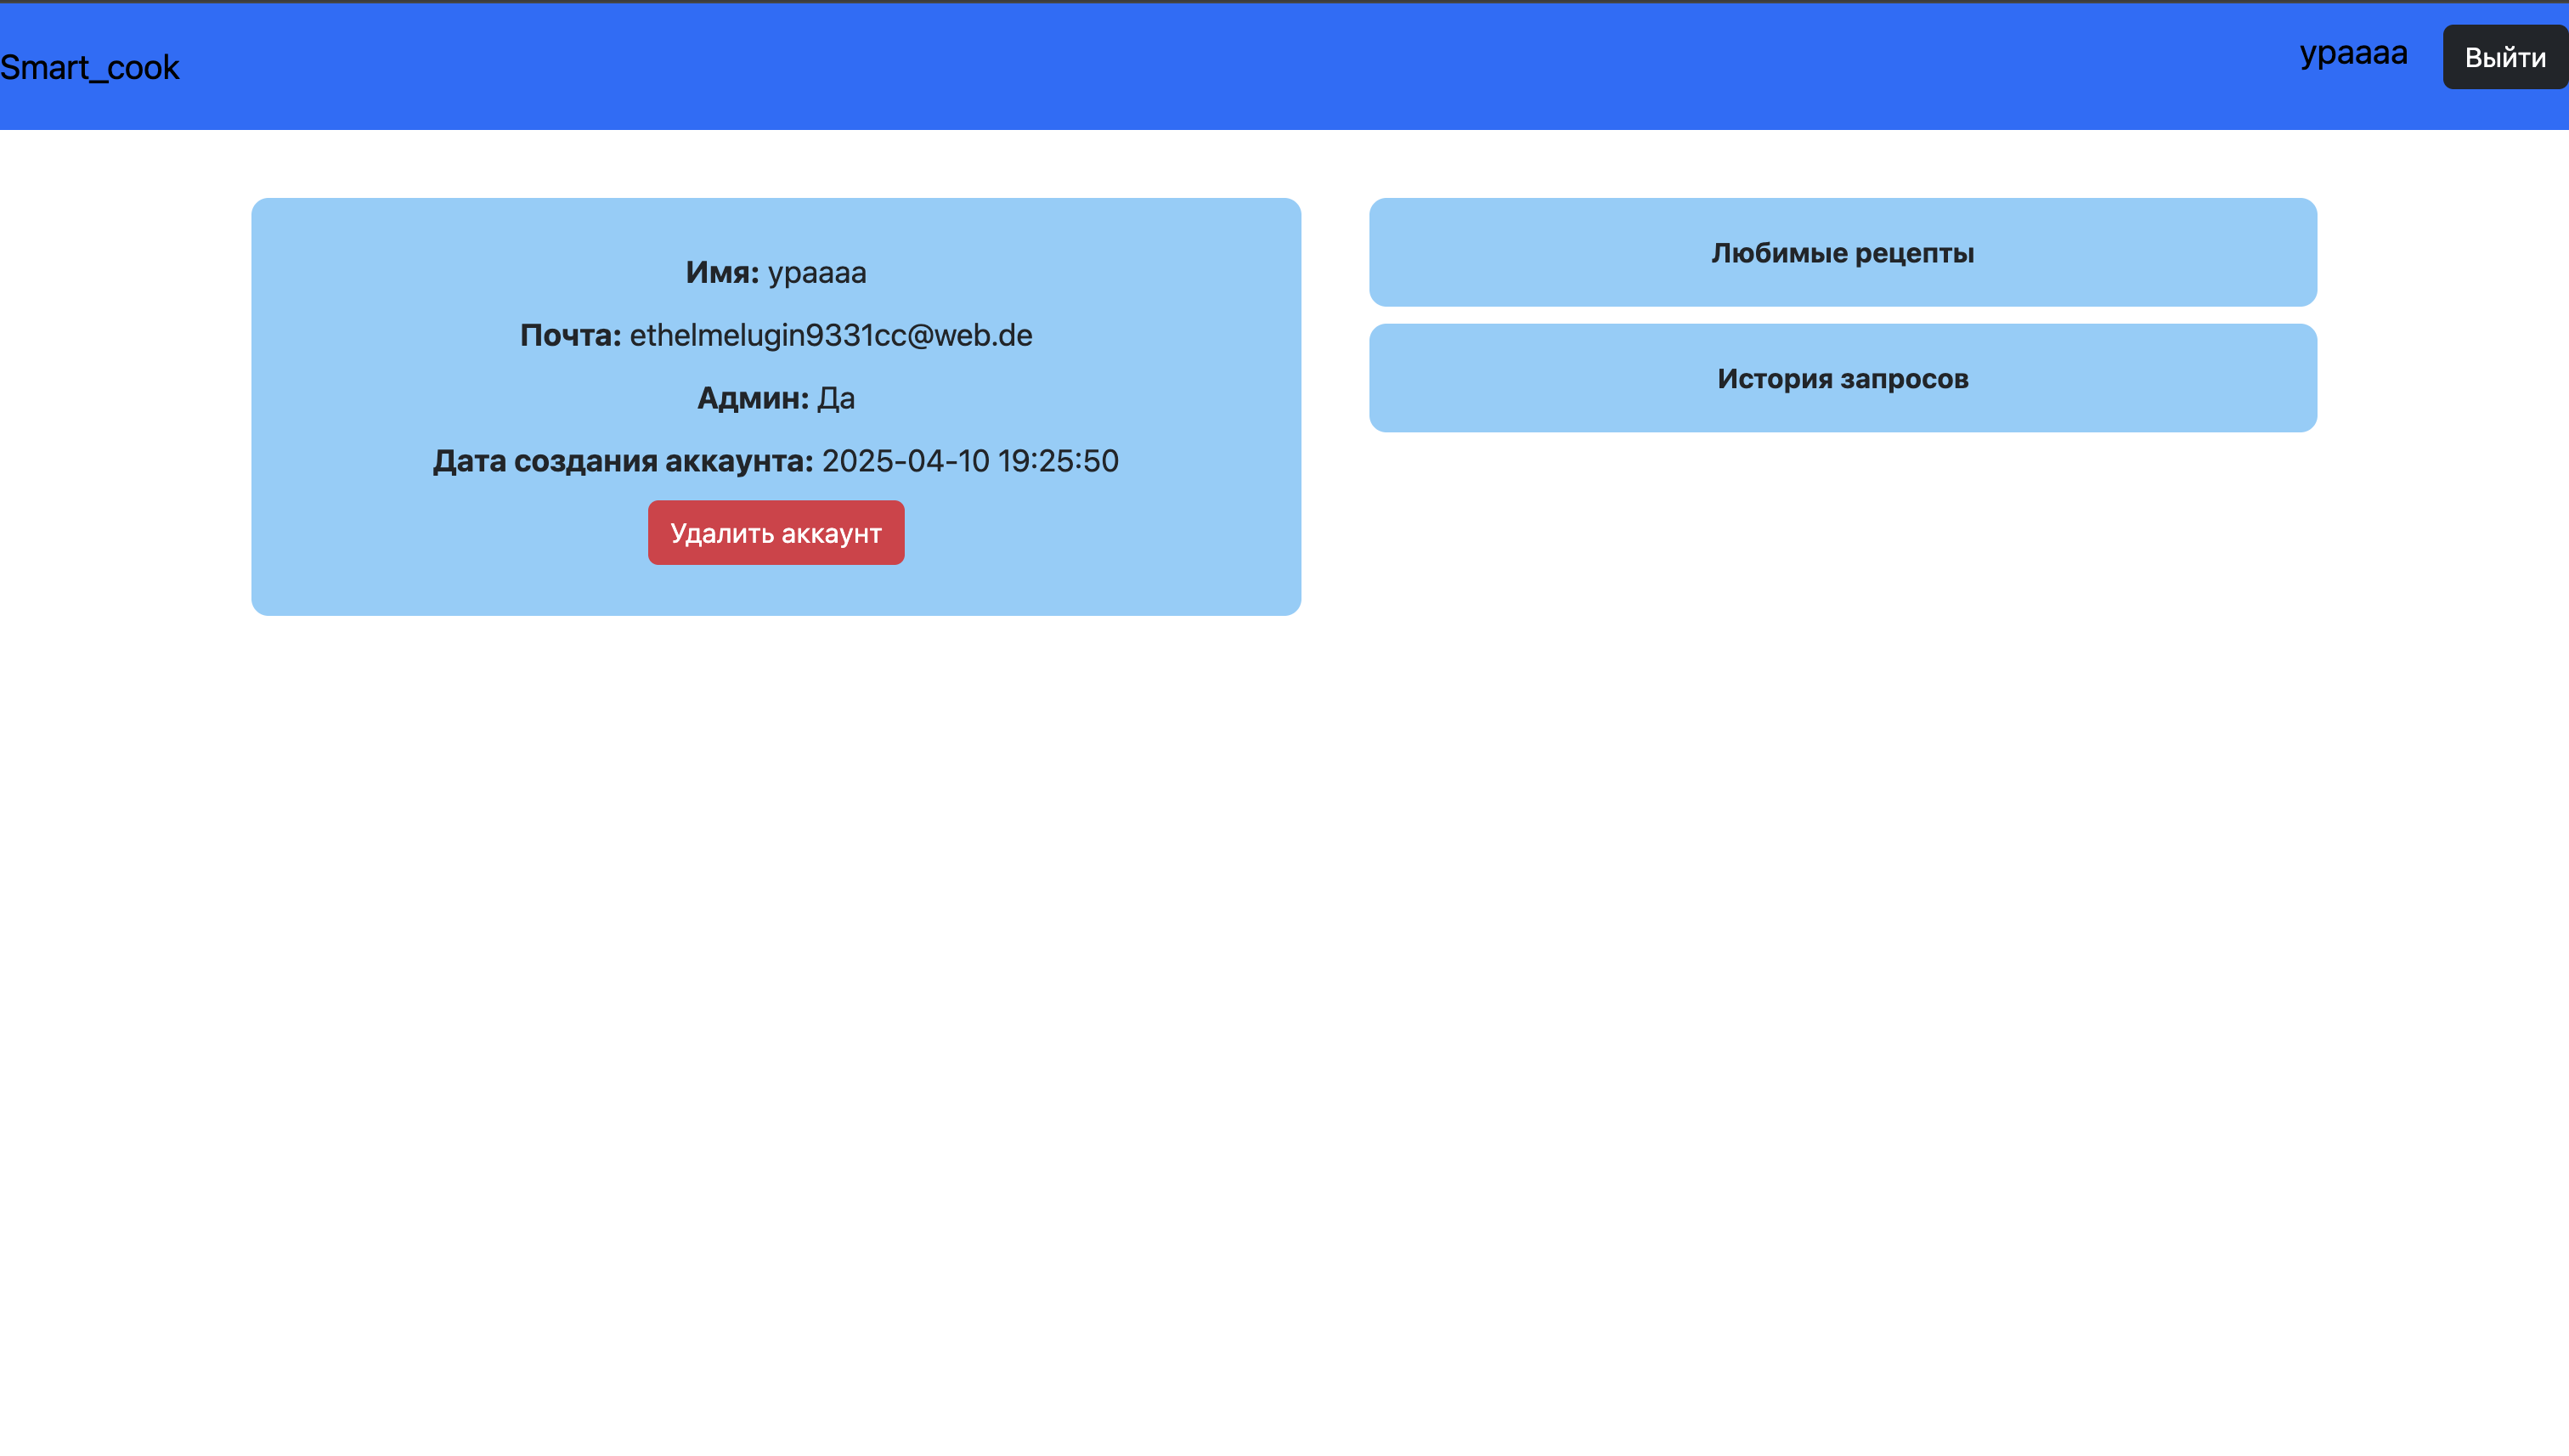 Smart_cook
ураааа
Выйти
Имя: ураааа
Почта: ethelmelugin9331cc@web.de
Админ: Да
Дата создания аккаунта: 2025-04-10 19:25:50
Удалить аккаунт
Любимые рецепты
История запросов